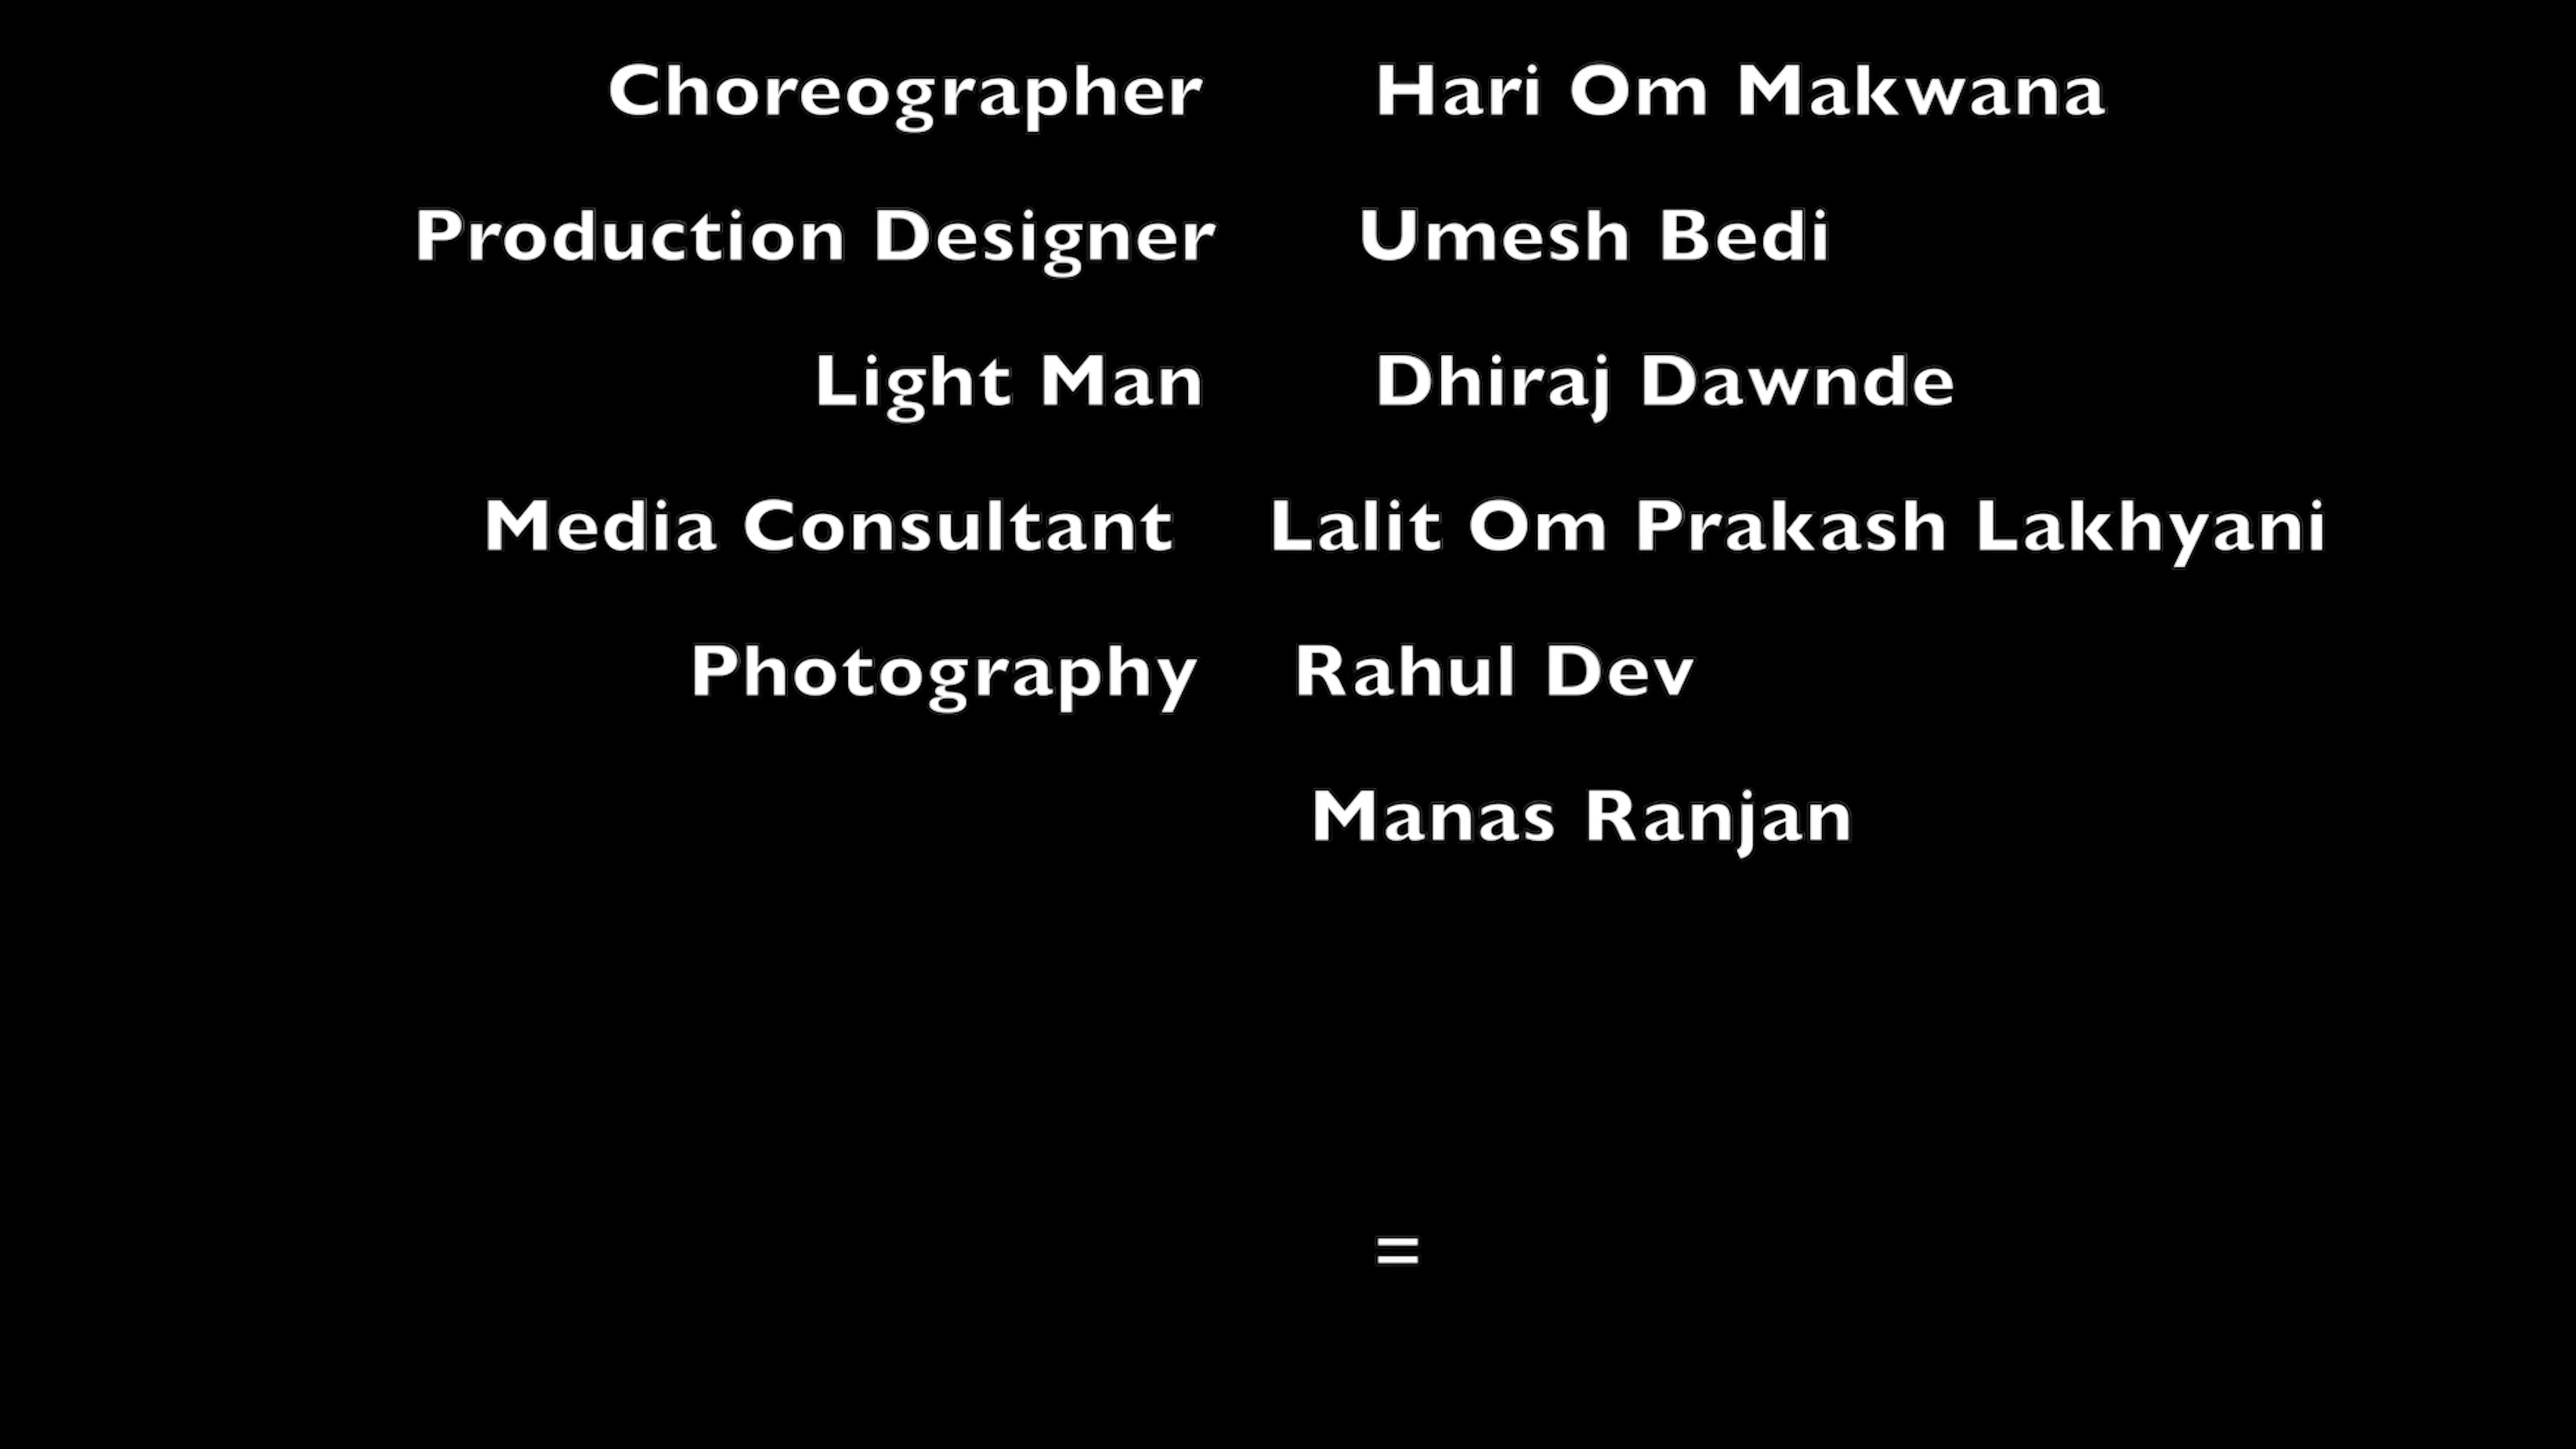 Choreographer Hari Om Makwana
Production Designer Umesh Bedi
Light Man Dhiraj Dawnde
Media Consultant Lalit Om Prakash Lakhyani
Photography Rahul Dev
Manas Ranjan
=